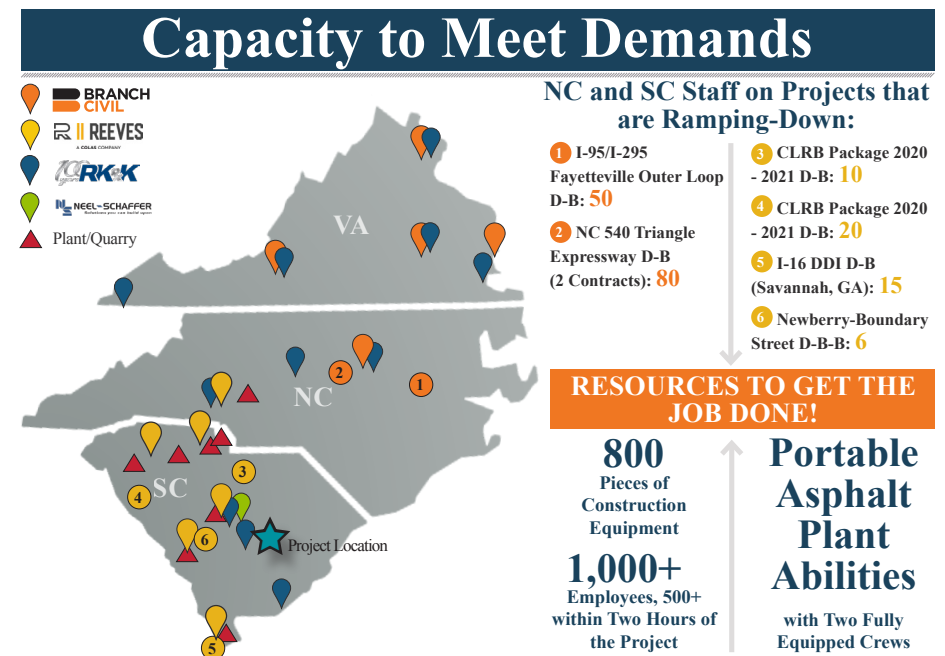 Capacity to Meet Demands
BRANCH
CIVIL
REEVES
A COLAS COMPANY
RK&K
NEEL-SCHAFFER
Solutions you can build upon
Plant/Quarry
VA
NC
SC
2
1
3
4
6
5
Project Location
NC and SC Staff on Projects that
are Ramping-Down:
1 I-95/I-295
Fayetteville Outer Loop
D-B: 50
2 NC 540 Triangle
Expressway D-B
(2 Contracts): 80
3 CLRB Package 2020
- 2021 D-B: 10
4 CLRB Package 2020
- 2021 D-B: 20
5 I-16 DDI D-B
(Savannah, GA): 15
6 Newberry-Boundary
Street D-B-B: 6
RESOURCES TO GET THE
JOB DONE!
800
Pieces of
Construction
Equipment
1,000+
Employees, 500+
within Two Hours of
the Project
Portable
Asphalt
Plant
Abilities
with Two Fully
Equipped Crews